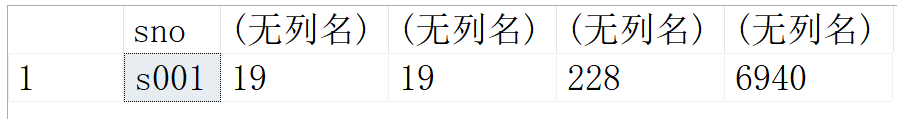 sno (无列名) (无列名) (无列名) (无列名)
1 s001 19 19 228 6940